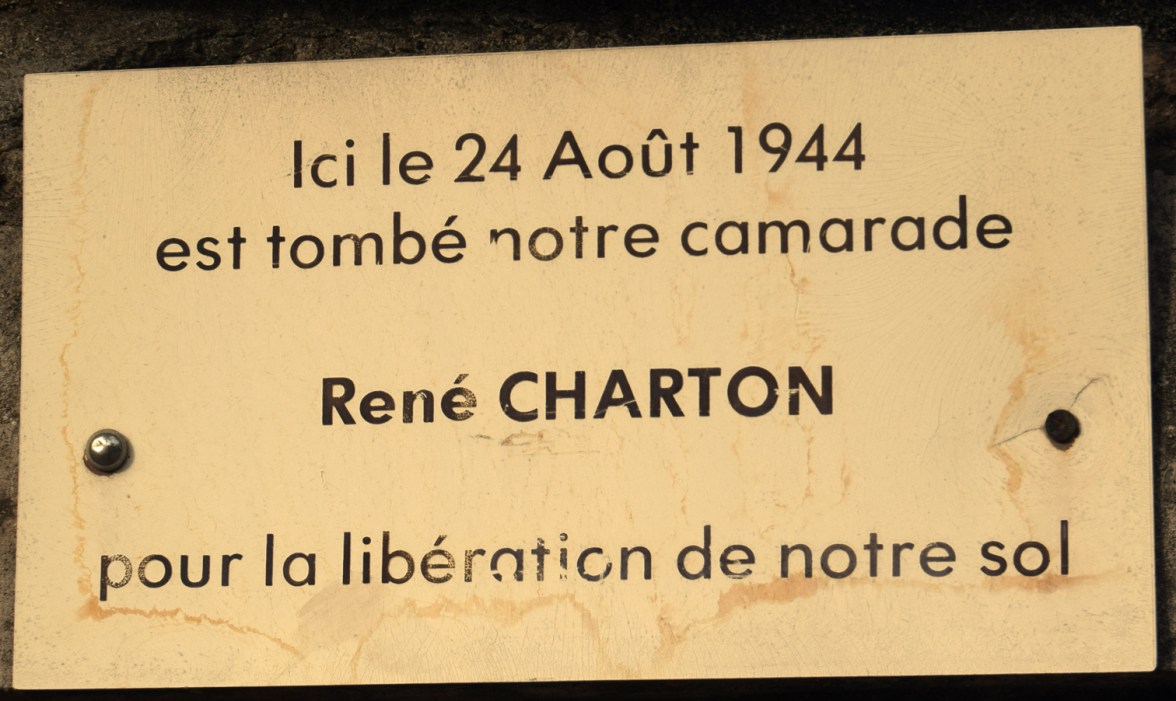 Ici le 24 Août 1944
est tombé notre camarade
René CHARTON
pour la libération de notre sol